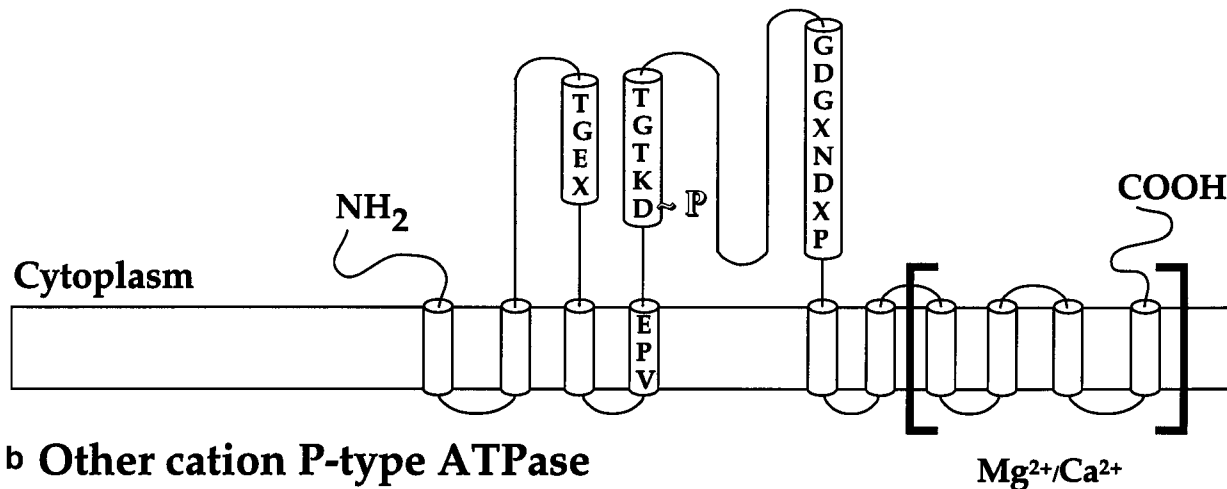 G
D
G
X
N
D
X
P
T
G
E
X
T
G
T
K
D~P
NH₂
COOH
Cytoplasm
E
P
V
b Other cation P-type ATPase
Mg²⁺/Ca²⁺